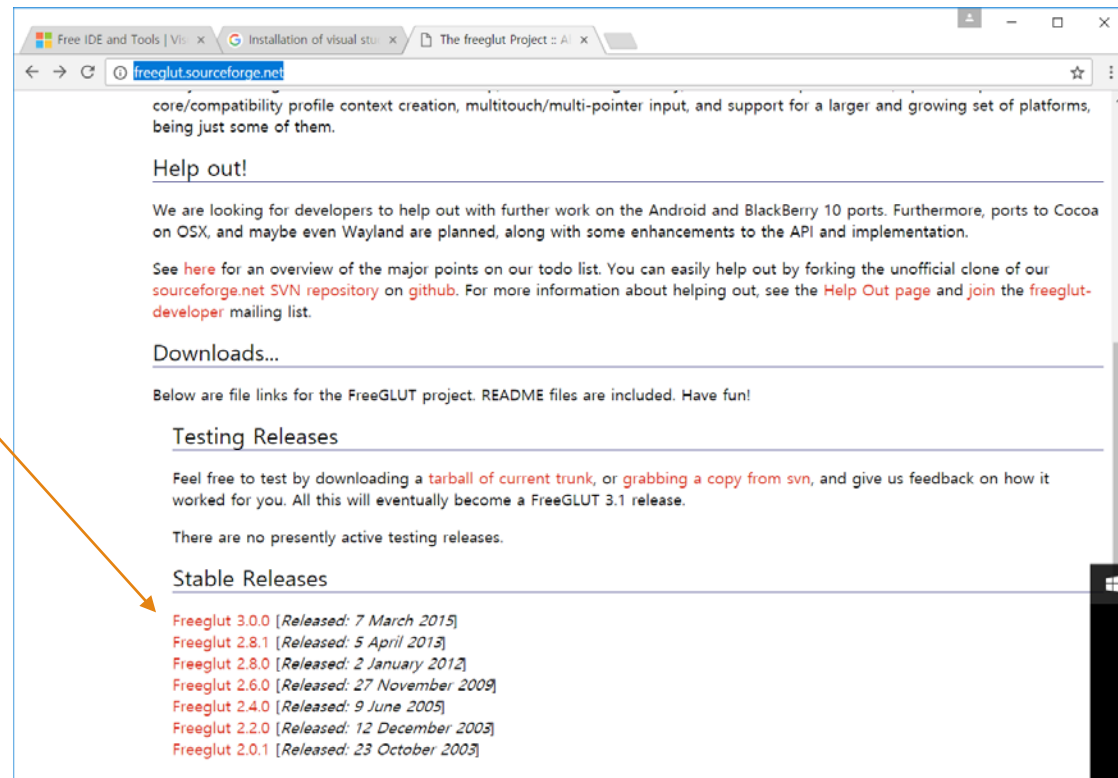 Free IDE and Tools | Vis
Installation of visual stu
The freeglut Project :: Al
freeglut.sourceforge.net
core/compatibility profile context creation, multitouch/multi-pointer input, and support for a larger and growing set of platforms,
being just some of them.
Help out!
We are looking for developers to help out with further work on the Android and BlackBerry 10 ports. Furthermore, ports to Cocoa
on OSX, and maybe even Wayland are planned, along with some enhancements to the API and implementation.
See here for an overview of the major points on our todo list. You can easily help out by forking the unofficial clone of our
sourceforge.net SVN repository on github. For more information about helping out, see the Help Out page and join the freeglut-
developer mailing list.
Downloads...
Below are file links for the FreeGLUT project. README files are included. Have fun!
Testing Releases
Feel free to test by downloading a tarball of current trunk, or grabbing a copy from svn, and give us feedback on how it
worked for you. All this will eventually become a FreeGLUT 3.1 release.
There are no presently active testing releases.
Stable Releases
Freeglut 3.0.0 [Released: 7 March 2015]
Freeglut 2.8.1 [Released: 5 April 2013]
Freeglut 2.8.0 [Released: 2 January 2012]
Freeglut 2.6.0 [Released: 27 November 2009]
Freeglut 2.4.0 [Released: 9 June 2005]
Freeglut 2.2.0 [Released: 12 December 2003]
Freeglut 2.0.1 [Released: 23 October 2003]